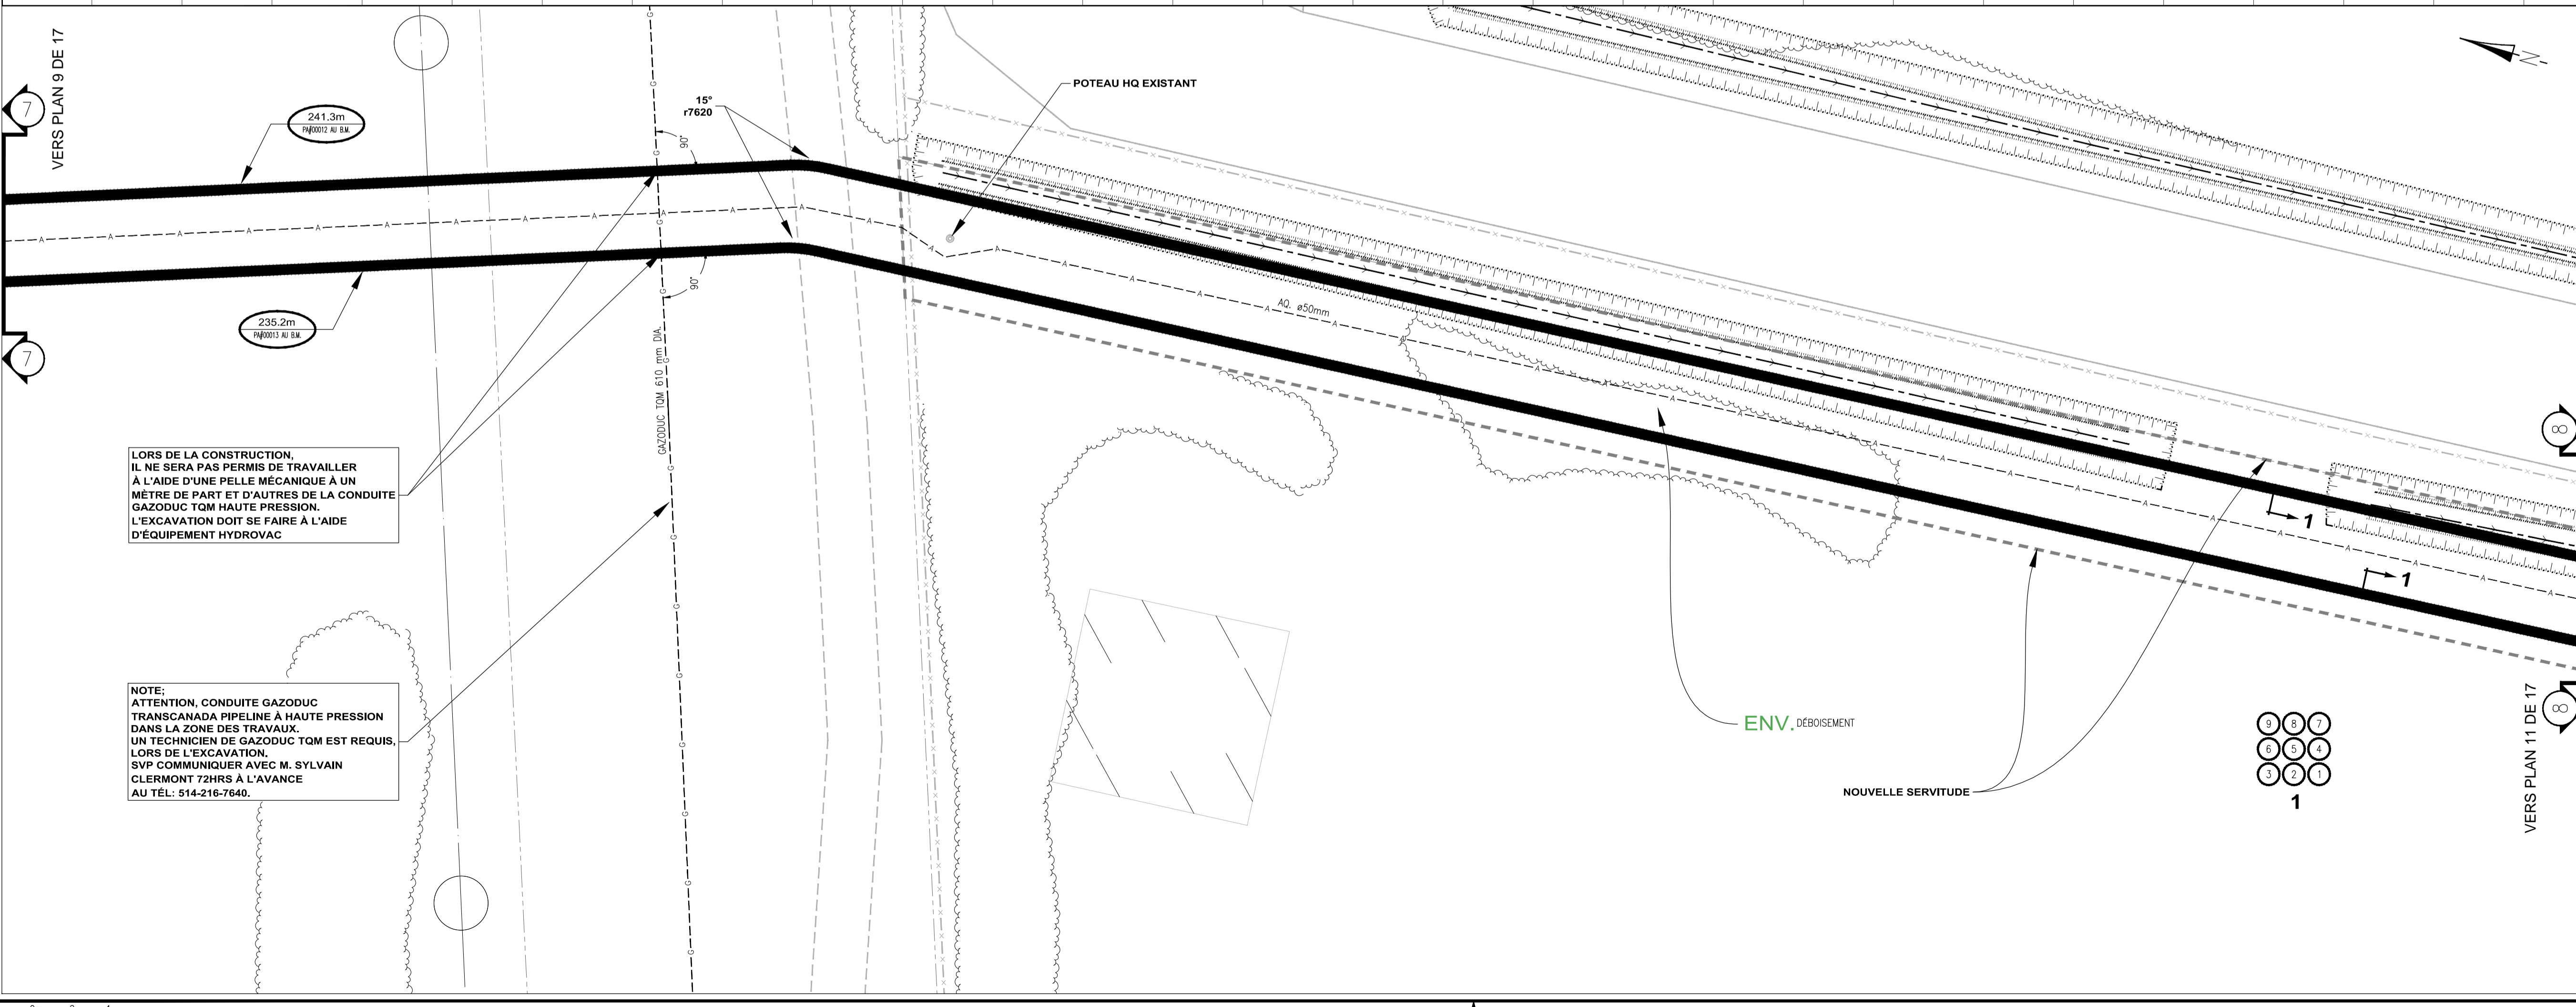 VERS PLAN 9 DE 17
7
7
241.3m
PA#00012 AU B.M.
235.2m
PA#00013 AU B.M.
15°
r7620
90°
90°
POTEAU HQ EXISTANT
N
GAZODUC TQM 610 mm DIA.
AQ. ø50mm
LORS DE LA CONSTRUCTION,
IL NE SERA PAS PERMIS DE TRAVAILLER
À L'AIDE D'UNE PELLE MÉCANIQUE À UN
MÈTRE DE PART ET D'AUTRES DE LA CONDUITE
GAZODUC TQM HAUTE PRESSION.
L'EXCAVATION DOIT SE FAIRE À L'AIDE
D'ÉQUIPEMENT HYDROVAC
NOTE;
ATTENTION, CONDUITE GAZODUC
TRANSCANADA PIPELINE À HAUTE PRESSION
DANS LA ZONE DES TRAVAUX.
UN TECHNICIEN DE GAZODUC TQM EST REQUIS,
LORS DE L'EXCAVATION.
SVP COMMUNIQUER AVEC M. SYLVAIN
CLERMONT 72HRS À L'AVANCE
AU TÉL: 514-216-7640.
ENV. DÉBOISEMENT
NOUVELLE SERVITUDE
1
1
9 8 7
6 5 4
3 2 1
1
8
8
VERS PLAN 11 DE 17